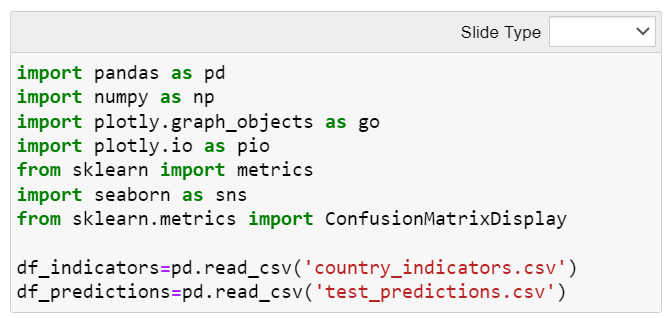 Slide Type
import pandas as pd
import numpy as np
import plotly.graph_objects as go
import plotly.io as pio
from sklearn import metrics
import seaborn as sns
from sklearn.metrics import ConfusionMatrixDisplay

df_indicators=pd.read_csv('country_indicators.csv')
df_predictions=pd.read_csv('test_predictions.csv')